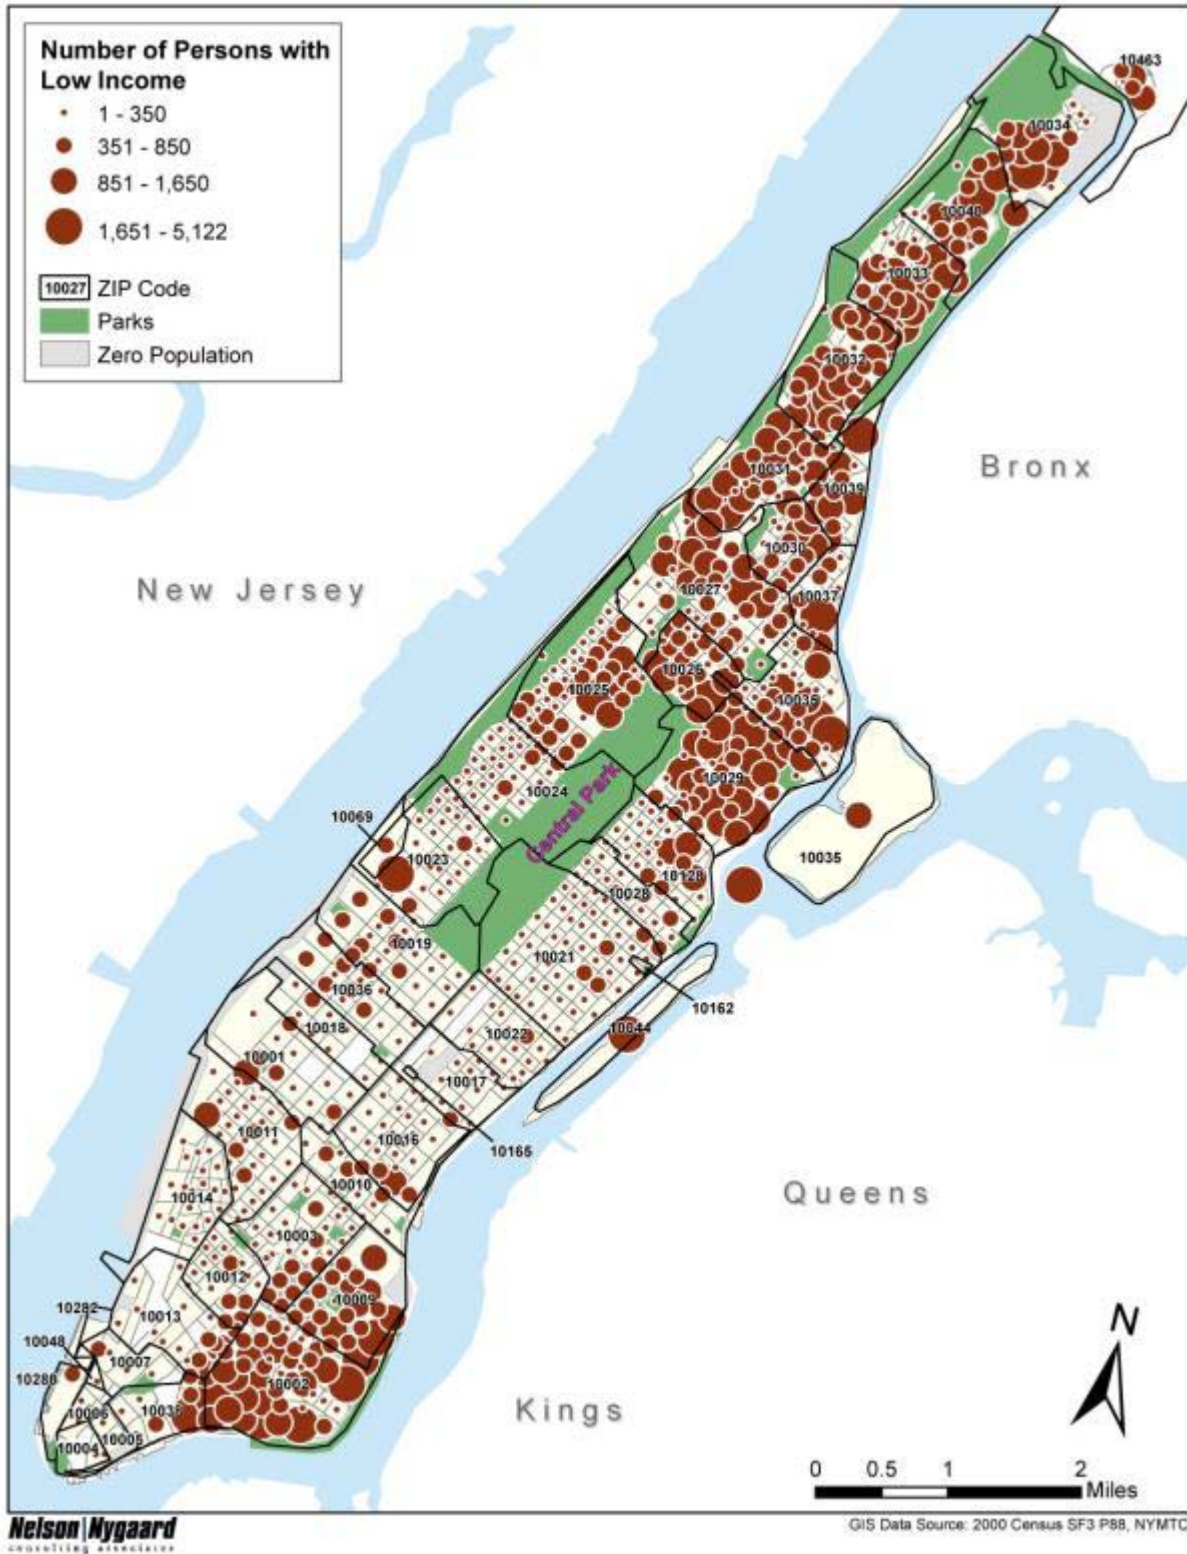 Number of Persons with
Low Income
1 - 350
351 - 850
851 - 1,650
1,651 - 5,122
10027 ZIP Code
Parks
Zero Population
10463
10034
10040
10033
10032
Bronx
10031
10039
10030
New Jersey
10027
10037
10026
10025
10035
10029
10024
Central Park
10069
10023
10035
10128
10028
10019
10021
10036
10162
10044
10018
10022
10001
10017
10011
10016
10165
10010
10014
Queens
10003
10012
10009
10282
10013
10048
10007
10280
10002
10006
10038
10005
10004
Kings
N
0 0.5 1 2
Miles
Nelson|Nygaard
consulting associates
GIS Data Source: 2000 Census SF3 P88, NYMTC